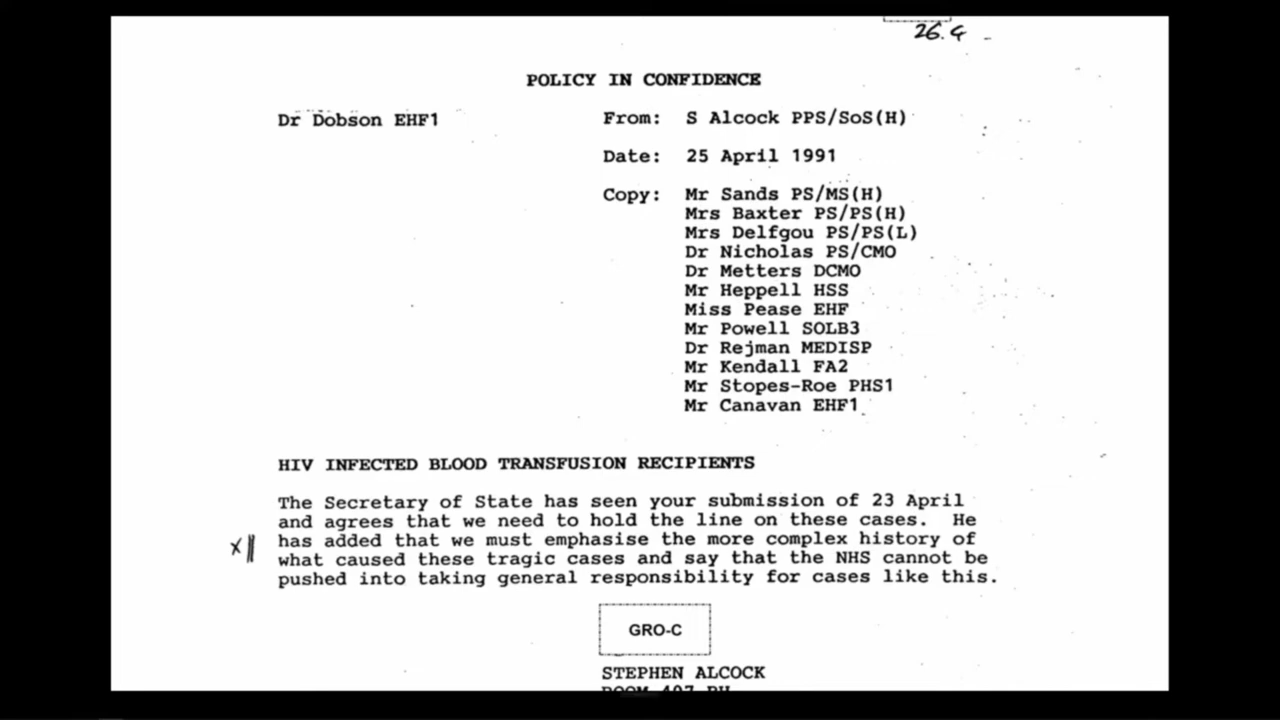 26.4
POLICY IN CONFIDENCE
Dr Dobson EHF1
From: S Alcock PPS/SoS(H)
Date: 25 April 1991
Copy: Mr Sands PS/MS(H)
Mrs Baxter PS/PS(H)
Mrs Delfgou PS/PS(L)
Dr Nicholas PS/CMO
Dr Metters DCMO
Mr Heppell HSS
Miss Pease EHF
Mr Powell SOLB3
Dr Rejman MEDISP
Mr Kendall FA2
Mr Stopes-Roe PHS1
Mr Canavan EHF1
HIV INFECTED BLOOD TRANSFUSION RECIPIENTS
The Secretary of State has seen your submission of 23 April
and agrees that we need to hold the line on these cases. He
has added that we must emphasise the more complex history of
what caused these tragic cases and say that the NHS cannot be
pushed into taking general responsibility for cases like this.
X
GRO-C
STEPHEN ALCOCK
ROOM 407 RH